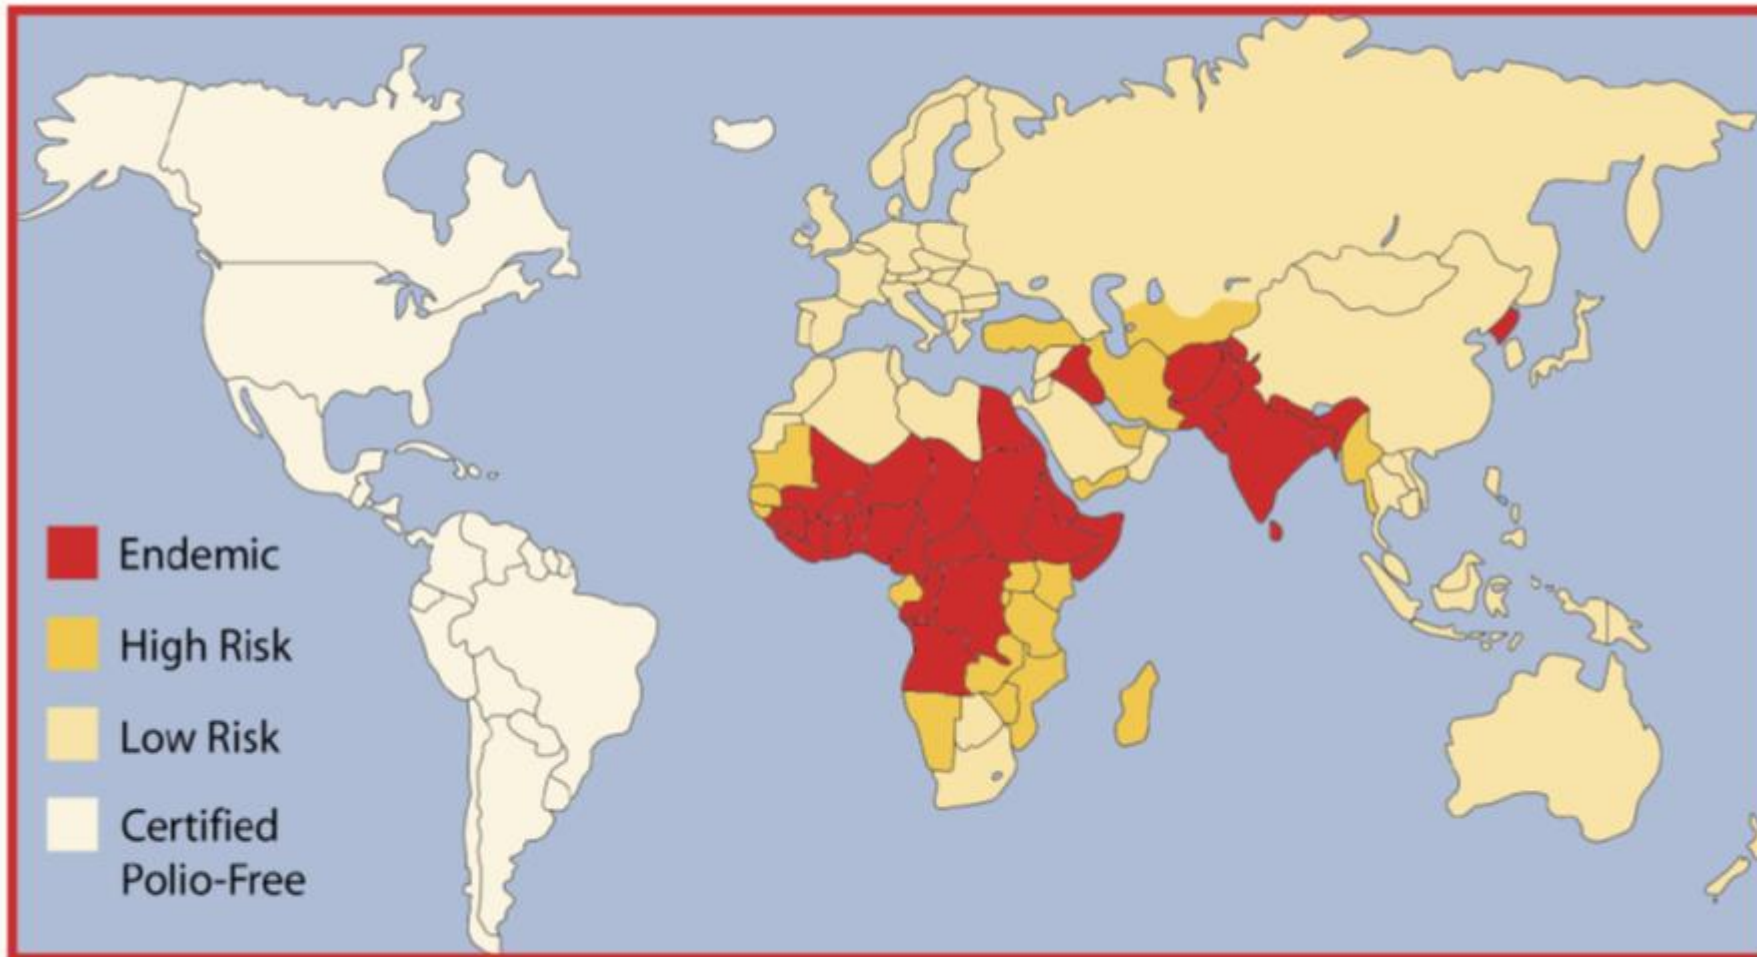 Endemic
High Risk
Low Risk
Certified
Polio-Free